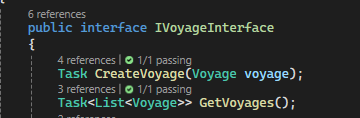 6 references
public interface IVoyageInterface
{
4 references | 1/1 passing
Task CreateVoyage(Voyage voyage);
3 references | 1/1 passing
Task<List<Voyage>> GetVoyages();